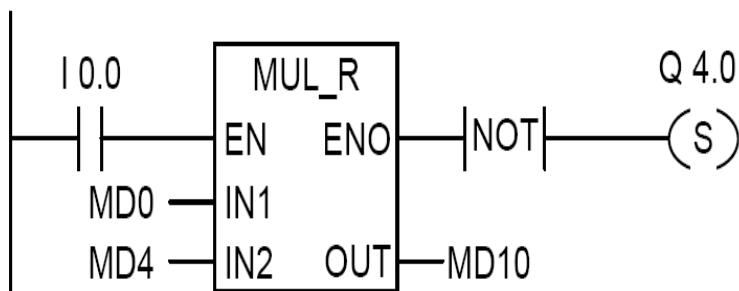 I 0.0 MUL_R Q 4.0
EN ENO NOT S
MD0 IN1
MD4 IN2 OUT MD10